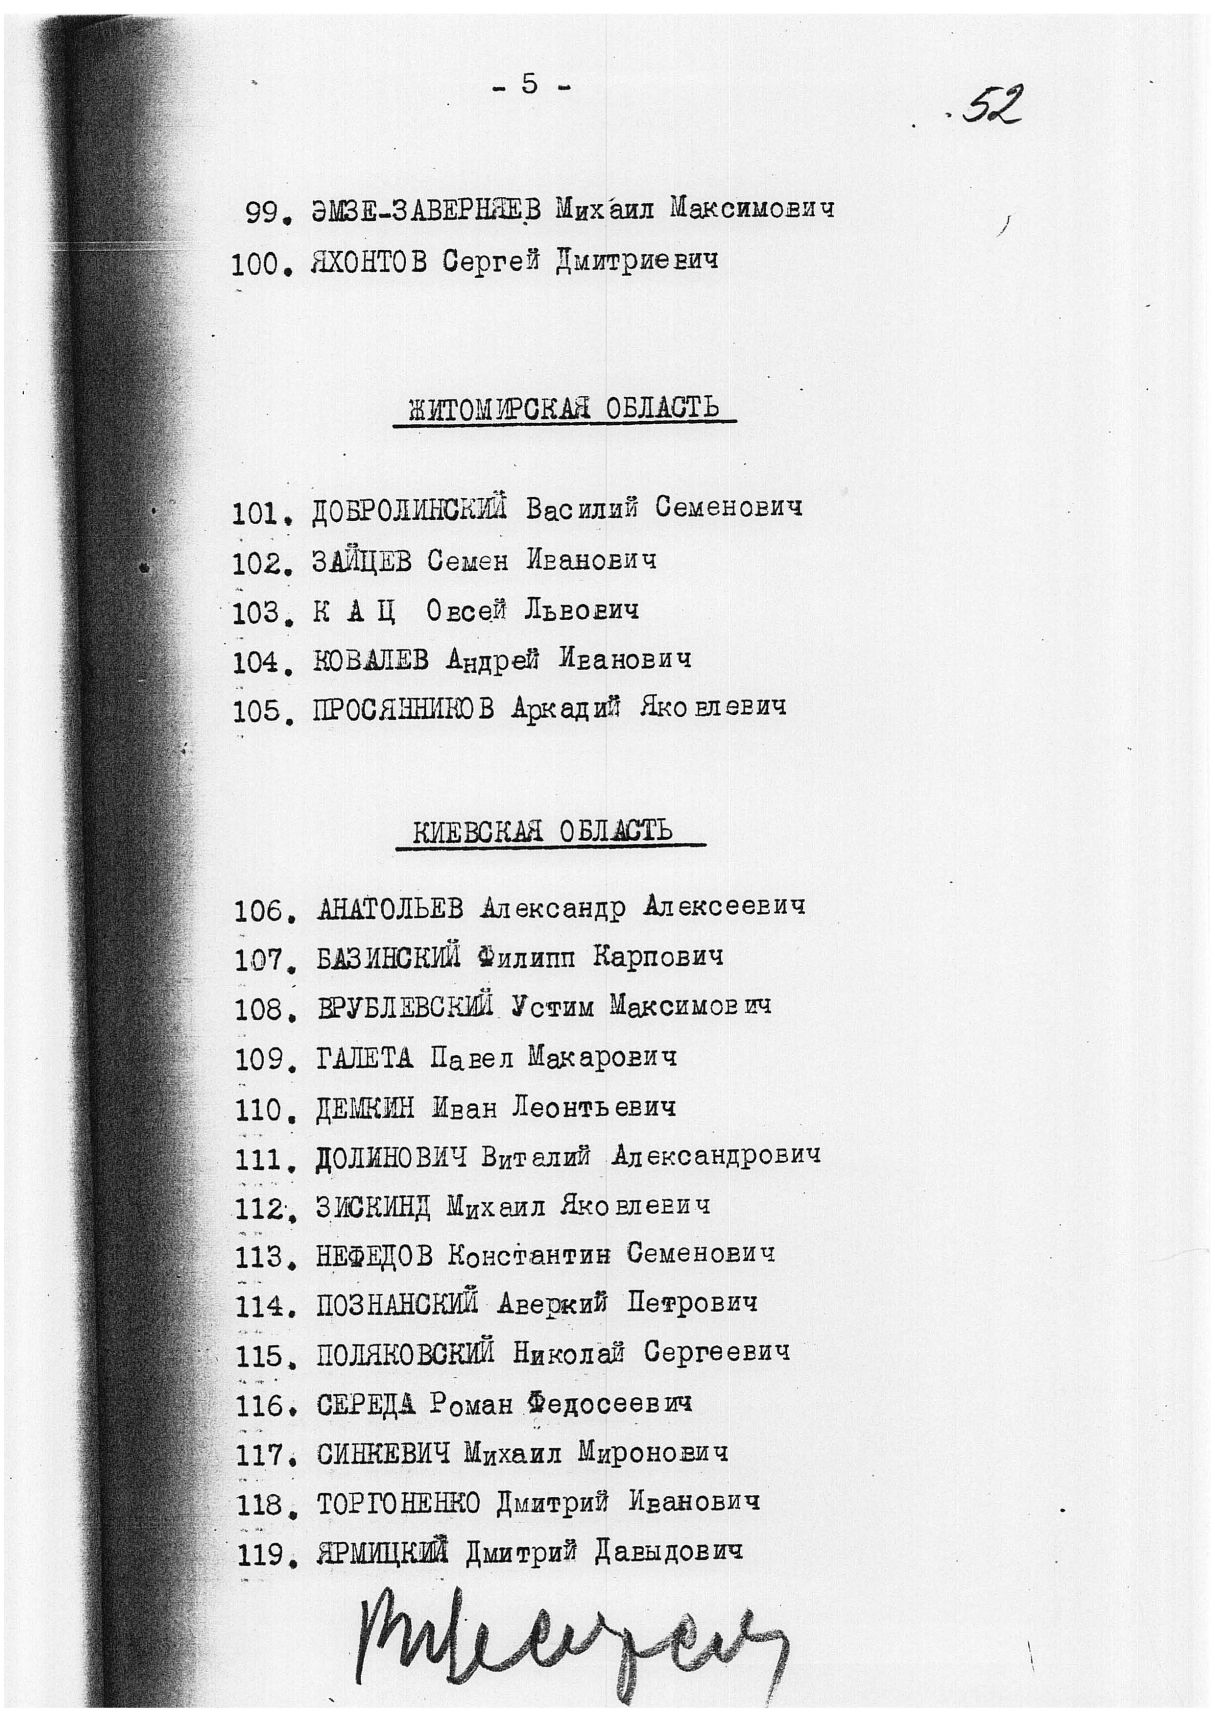 - 5 -
52
99. ЭМЗЕ-ЗАВЕРНЯЕВ Михаил Максимович
100. ЯХОНТОВ Сергей Дмитриевич
ЖИТОМИРСКАЯ ОБЛАСТЬ
101. ДОБРОЛИНСКИЙ Василий Семенович
102. ЗАЙЦЕВ Семен Иванович
103. К А Ц Овсей Львович
104. КОВАЛЕВ Андрей Иванович
105. ПРОСЯННИКОВ Аркадий Яковлевич
КИЕВСКАЯ ОБЛАСТЬ
106. АНАТОЛЬЕВ Александр Алексеевич
107. БАЗИНСКИЙ Филипп Карпович
108. ВРУБЛЕВСКИЙ Устим Максимович
109. ГАЛЕТА Павел Макарович
110. ДЕМКИН Иван Леонтьевич
111. ДОЛИНОВИЧ Виталий Александрович
112. ЗИСКИНД Михаил Яковлевич
113. НЕФЕДОВ Константин Семенович
114. ПОЗНАНСКИЙ Аверкий Петрович
115. ПОЛЯКОВСКИЙ Николай Сергеевич
116. СЕРЕДА Роман Федосеевич
117. СИНКЕВИЧ Михаил Миронович
118. ТОРГОНЕНКО Дмитрий Иванович
119. ЯРМИЦКИЙ Дмитрий Давыдович